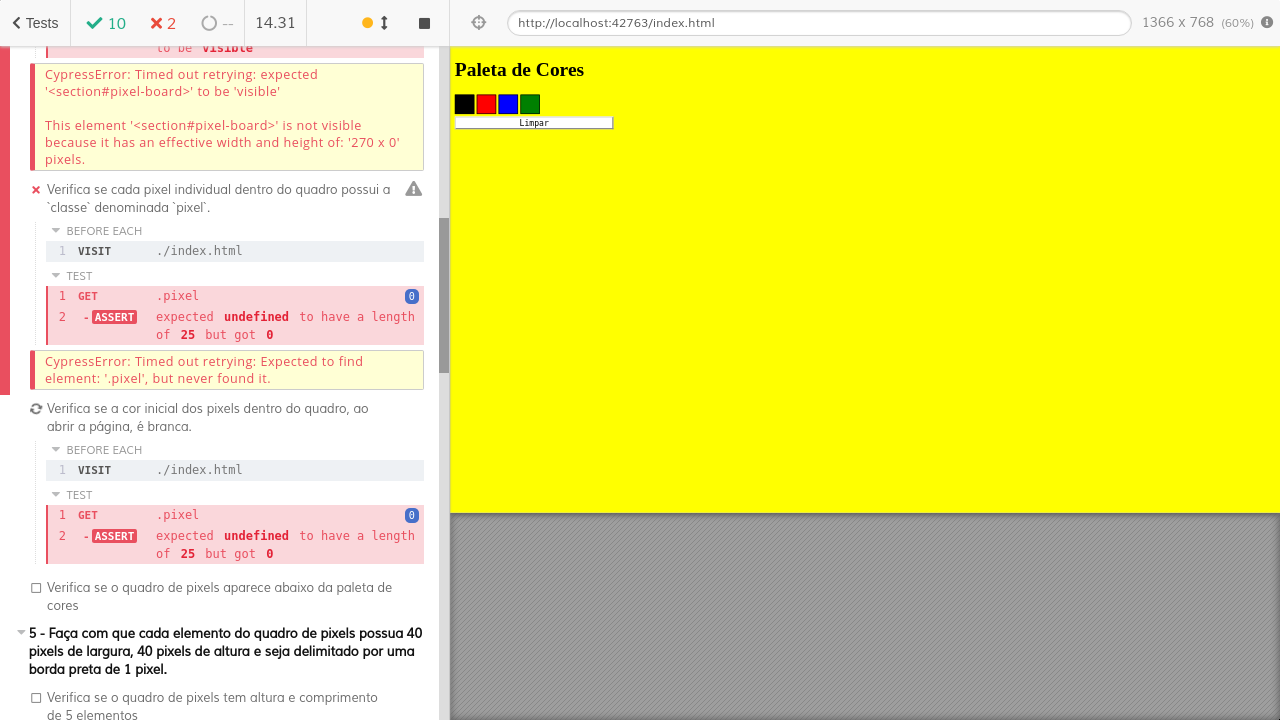 Tests
10
2
--
14.31
http://localhost:42763/index.html
1366 x 768 (60%)
to be visible
CypressError: Timed out retrying: expected
'<section#pixel-board>' to be 'visible'
This element '<section#pixel-board>' is not visible
because it has an effective width and height of: '270 x 0'
pixels.
Verifica se cada pixel individual dentro do quadro possui a
`classe` denominada `pixel`.
BEFORE EACH
1 VISIT ./index.html
TEST
1 GET .pixel 0
2 -ASSERT expected undefined to have a length
of 25 but got 0
CypressError: Timed out retrying: Expected to find
element: '.pixel', but never found it.
Verifica se a cor inicial dos pixels dentro do quadro, ao
abrir a página, é branca.
BEFORE EACH
1 VISIT ./index.html
TEST
1 GET .pixel 0
2 -ASSERT expected undefined to have a length
of 25 but got 0
Verifica se o quadro de pixels aparece abaixo da paleta de
cores
5 - Faça com que cada elemento do quadro de pixels possua 40
pixels de largura, 40 pixels de altura e seja delimitado por uma
borda preta de 1 pixel.
Verifica se o quadro de pixels tem altura e comprimento
de 5 elementos
Paleta de Cores
Limpar